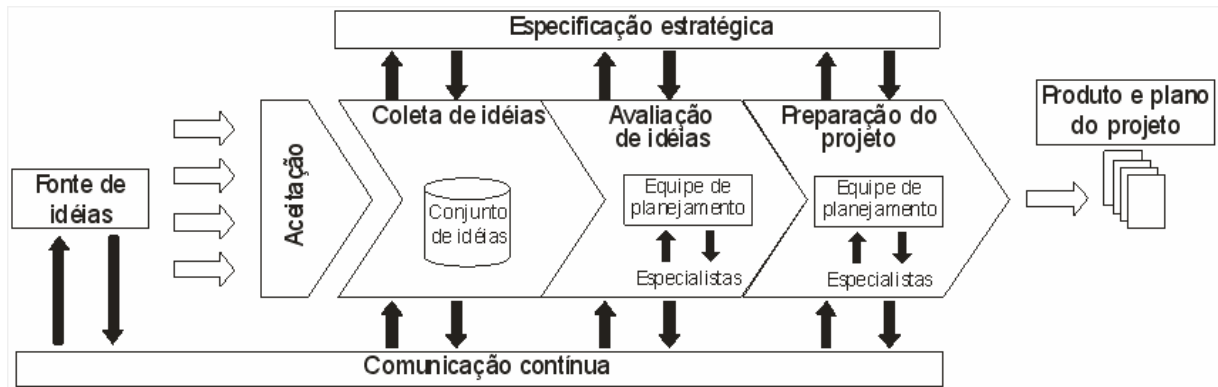 Especificação estratégica
Fonte de
idéias
Aceitação
Coleta de idéias
Conjunto
de idéias
Avaliação
de idéias
Equipe de
planejamento
Especialistas
Preparação do
projeto
Equipe de
planejamento
Especialistas
Produto e plano
do projeto
Comunicação contínua